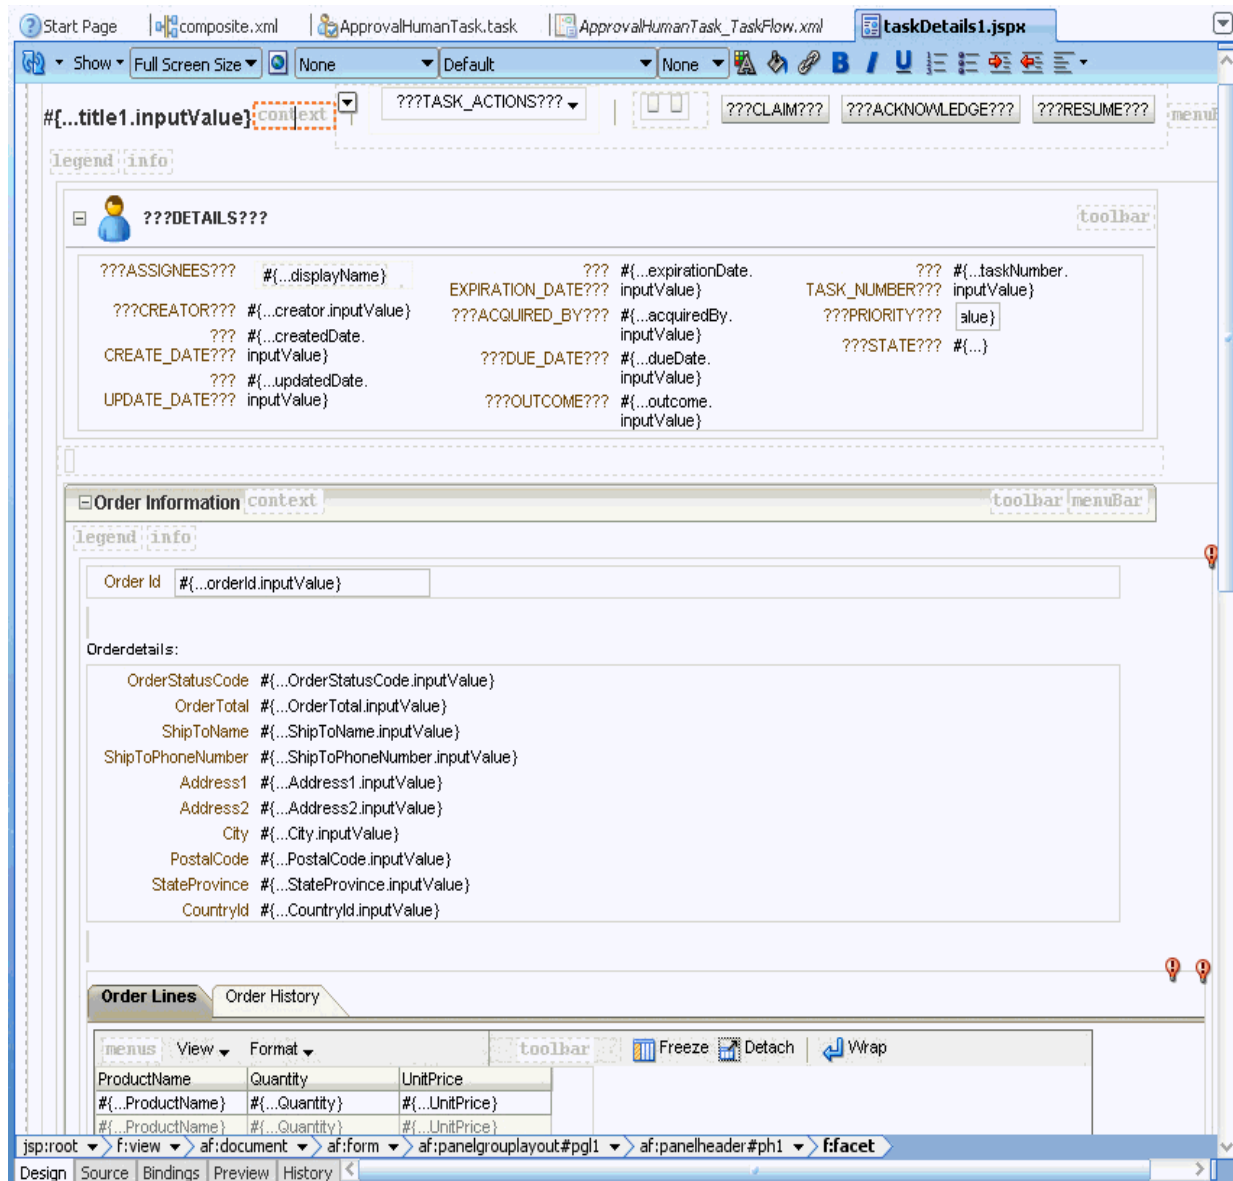 Start Page composite.xml ApprovalHumanTask.task ApprovalHumanTask_TaskFlow.xml taskDetails1.jspx
Show Full Screen Size None Default None B I U
#{...title1.inputValue} context ???TASK_ACTIONS??? ???CLAIM??? ???ACKNOWLEDGE??? ???RESUME???
legend info
???DETAILS??? toolbar
???ASSIGNEES??? #{...displayName} ??? #{...expirationDate. ??? #{...taskNumber.
EXPIRATION_DATE??? inputValue} TASK_NUMBER??? inputValue}
???CREATOR??? #{...creator.inputValue} ???ACQUIRED_BY??? #{...acquiredBy. ???PRIORITY??? alue}
??? #{...createdDate. inputValue}
CREATE_DATE??? inputValue} ???DUE_DATE??? #{...dueDate. ???STATE??? #{...}
??? #{...updatedDate. inputValue}
UPDATE_DATE??? inputValue} ???OUTCOME??? #{...outcome.
inputValue}
Order Information context toolbar menuBar
legend info
Order Id #{...orderId.inputValue}
Orderdetails:
OrderStatusCode #{...OrderStatusCode.inputValue}
OrderTotal #{...OrderTotal.inputValue}
ShipToName #{...ShipToName.inputValue}
ShipToPhoneNumber #{...ShipToPhoneNumber.inputValue}
Address1 #{...Address1.inputValue}
Address2 #{...Address2.inputValue}
City #{...City.inputValue}
PostalCode #{...PostalCode.inputValue}
StateProvince #{...StateProvince.inputValue}
CountryId #{...CountryId.inputValue}
Order Lines Order History
menus View Format toolbar Freeze Detach Wrap
ProductName Quantity UnitPrice
#{...ProductName} #{...Quantity} #{...UnitPrice}
#{...ProductName} #{...Quantity} #{...UnitPrice}
jsp:root f:view af:document af:form af:panelgrouplayout#pgl1 af:panelheader#ph1 f:facet
Design Source Bindings Preview History